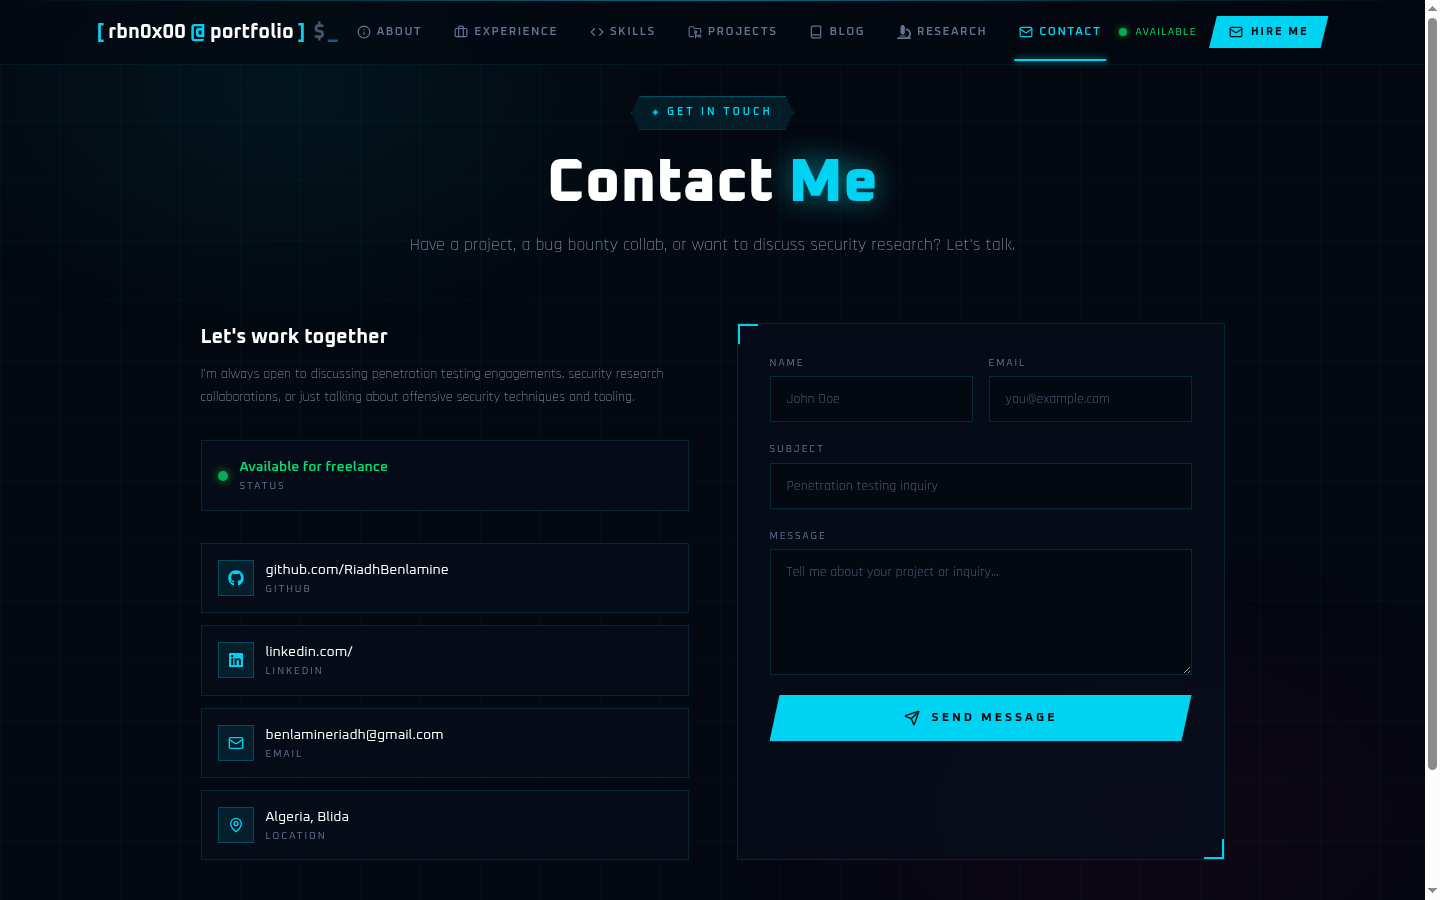 [ rbn0x00 @ portfolio ] $_
ABOUT
EXPERIENCE
SKILLS
PROJECTS
BLOG
RESEARCH
CONTACT
AVAILABLE
HIRE ME
GET IN TOUCH
Contact Me
Have a project, a bug bounty collab, or want to discuss security research? Let's talk.
Let's work together
I'm always open to discussing penetration testing engagements, security research
collaborations, or just talking about offensive security techniques and tooling.
Available for freelance
STATUS
github.com/RiadhBenlamine
GITHUB
linkedin.com/
LINKEDIN
benlamineriadh@gmail.com
EMAIL
Algeria, Blida
LOCATION
NAME
John Doe
EMAIL
you@example.com
SUBJECT
Penetration testing inquiry
MESSAGE
Tell me about your project or inquiry...
SEND MESSAGE